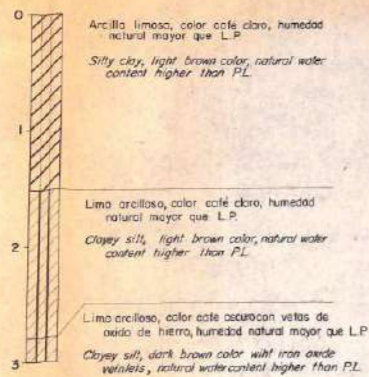 0
Arcilla limosa, color café claro, humedad
natural mayor que L.P.
Silty clay, light brown color, natural water
content higher than P.L.
1
Limo arcilloso, color café claro, humedad
natural mayor que L.P.
2
Clayey silt, light brown color, natural water
content higher than P.L.
Limo arcilloso, color cafe oscuro con vetas de
oxido de hierro, humedad natural mayor que L.P
3
Clayey silt, dark brown color wiht iron oxide
veinlets, natural water content higher than P.L.